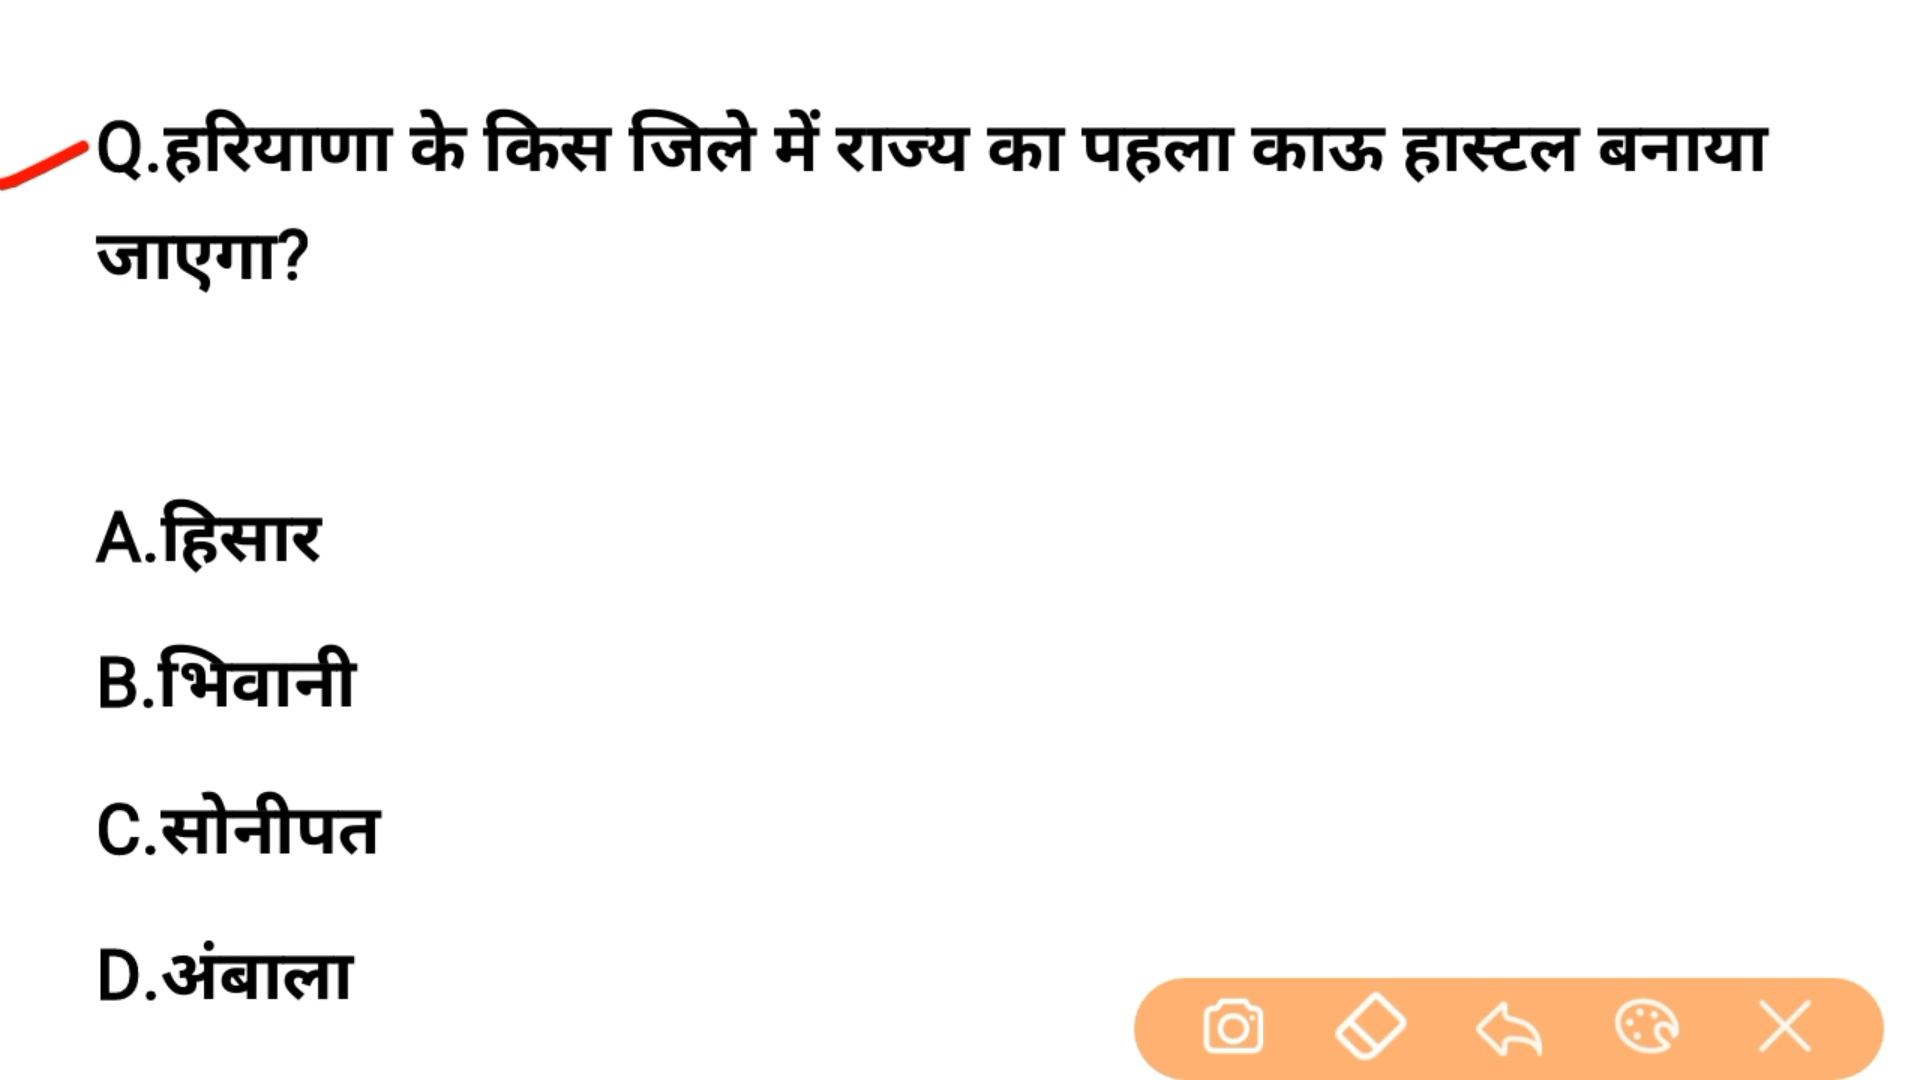 Q.हरियाणा के किस जिले में राज्य का पहला काऊ हास्टल बनाया
जाएगा?
A.हिसार
B.भिवानी
C.सोनीपत
D.अंबाला